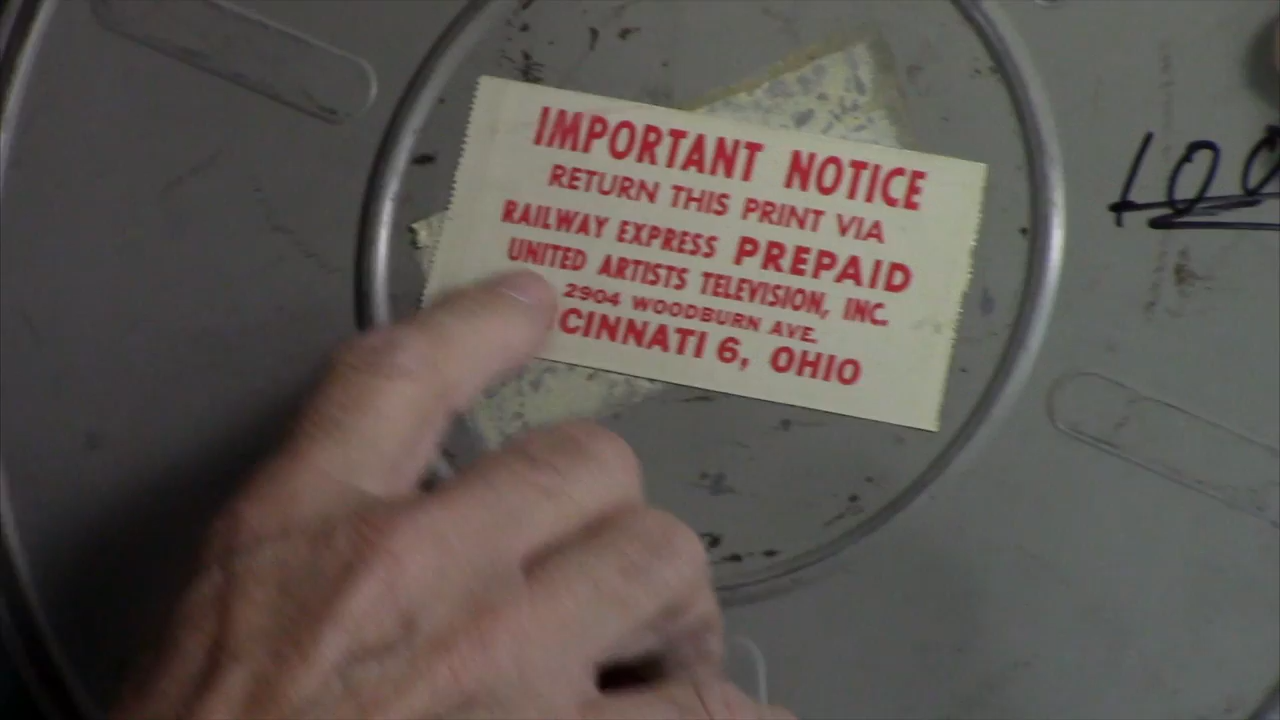 IMPORTANT NOTICE
RETURN THIS PRINT VIA
RAILWAY EXPRESS PREPAID
UNITED ARTISTS TELEVISION, INC.
2904 WOODBURN AVE.
CINNATI 6, OHIO
100